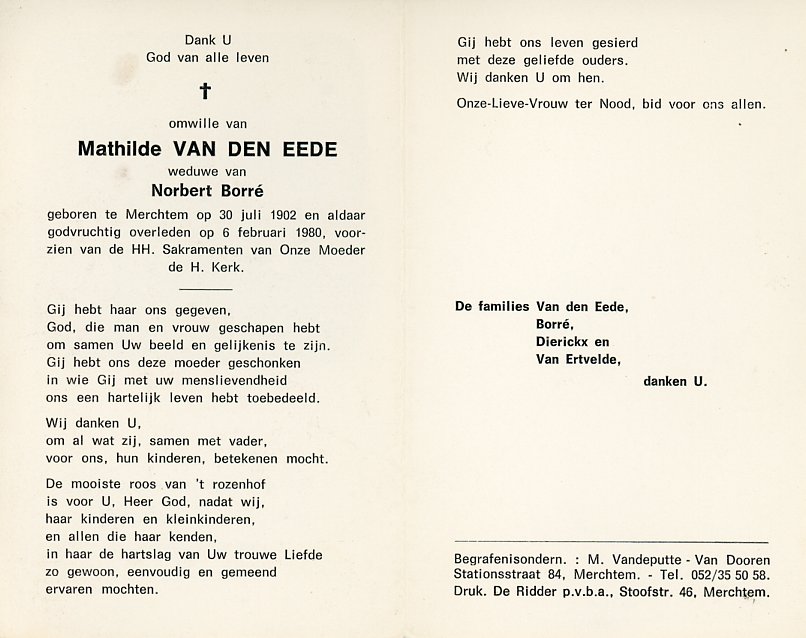 Dank U
God van alle leven
✝
omwille van
Mathilde VAN DEN EEDE
weduwe van
Norbert Borré
geboren te Merchtem op 30 juli 1902 en aldaar
godvruchtig overleden op 6 februari 1980, voor-
zien van de HH. Sakramenten van Onze Moeder
de H. Kerk.
Gij hebt haar ons gegeven,
God, die man en vrouw geschapen hebt
om samen Uw beeld en gelijkenis te zijn.
Gij hebt ons deze moeder geschonken
in wie Gij met uw menslievendheid
ons een hartelijk leven hebt toebedeeld.
Wij danken U,
om al wat zij, samen met vader,
voor ons, hun kinderen, betekenen mocht.
De mooiste roos van 't rozenhof
is voor U, Heer God, nadat wij,
haar kinderen en kleinkinderen,
en allen die haar kenden,
in haar de hartslag van Uw trouwe Liefde
zo gewoon, eenvoudig en gemeend
ervaren mochten.
Gij hebt ons leven gesierd
met deze geliefde ouders.
Wij danken U om hen.
Onze-Lieve-Vrouw ter Nood, bid voor ons allen.
De families Van den Eede,
Borré,
Dierickx en
Van Ertvelde,
danken U.
Begrafenisondern. : M. Vandeputte - Van Dooren
Stationsstraat 84, Merchtem. - Tel. 052/35 50 58.
Druk. De Ridder p.v.b.a., Stoofstr. 46, Merchtem.